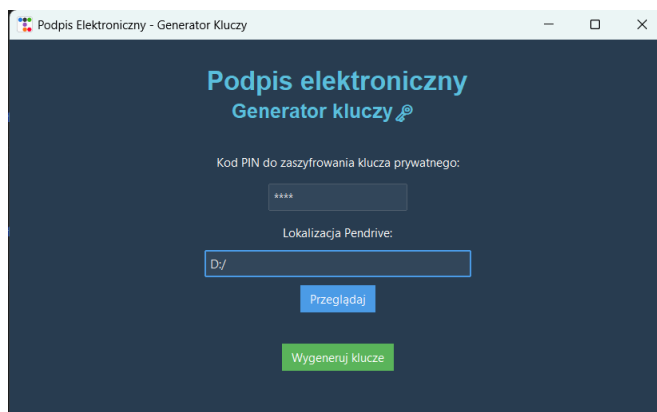 Podpis Elektroniczny - Generator Kluczy
Podpis elektroniczny
Generator kluczy
Kod PIN do zaszyfrowania klucza prywatnego:
****
Lokalizacja Pendrive:
D:/
Przeglądaj
Wygeneruj klucze